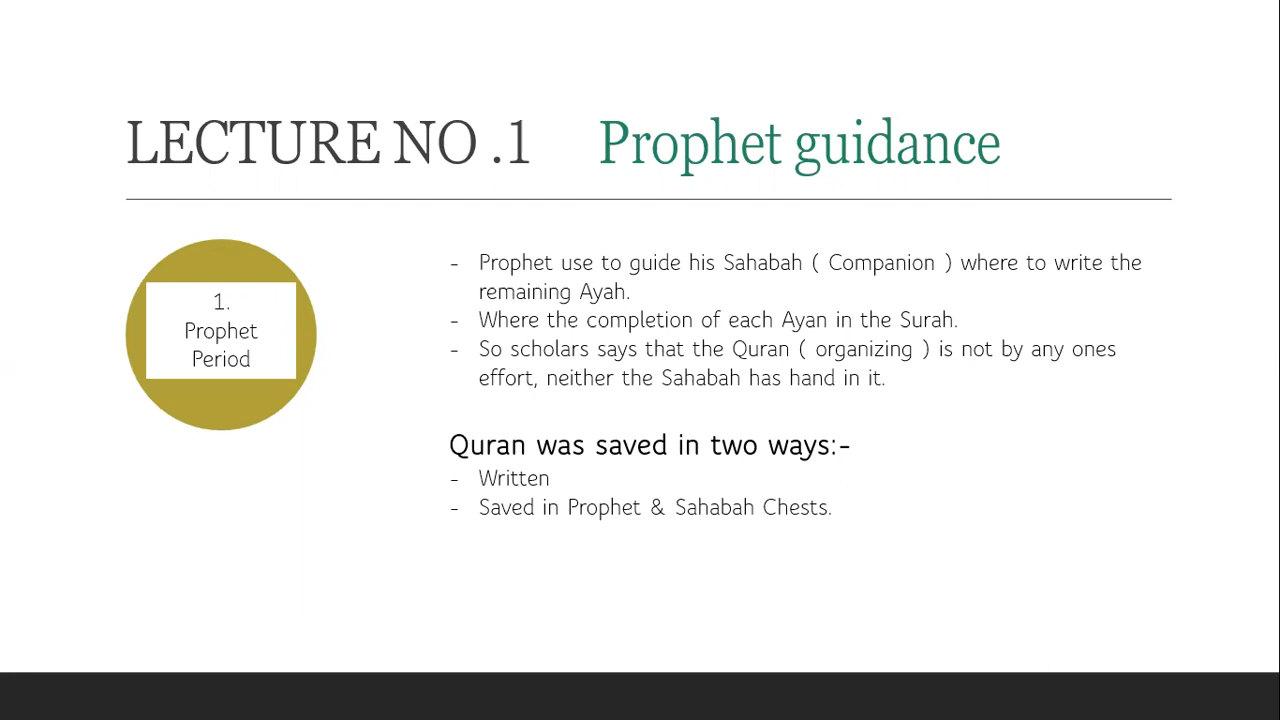 LECTURE NO .1 Prophet guidance
1.
Prophet
Period
- Prophet use to guide his Sahabah ( Companion ) where to write the
remaining Ayah.
- Where the completion of each Ayan in the Surah.
- So scholars says that the Quran ( organizing ) is not by any ones
effort, neither the Sahabah has hand in it.
Quran was saved in two ways:-
- Written
- Saved in Prophet & Sahabah Chests.